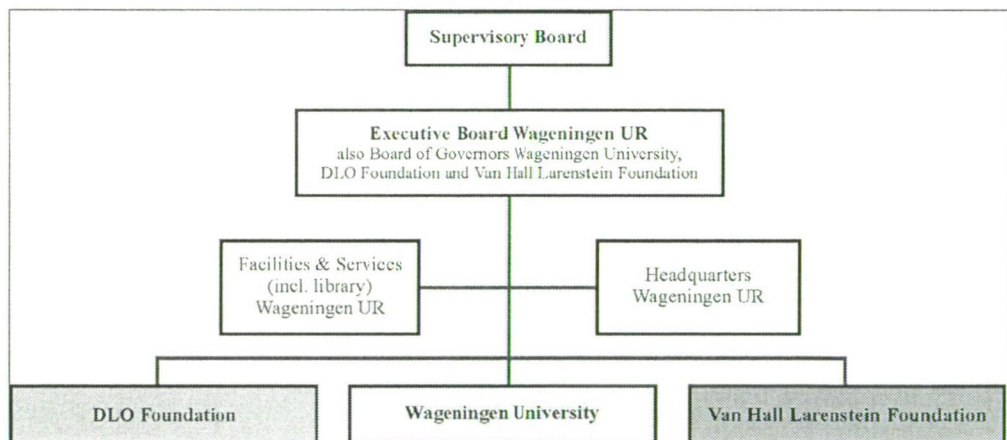 Supervisory Board
Executive Board Wageningen UR
also Board of Governors Wageningen University,
DLO Foundation and Van Hall Larenstein Foundation
Facilities & Services
(incl. library)
Wageningen UR
Headquarters
Wageningen UR
DLO Foundation
Wageningen University
Van Hall Larenstein Foundation